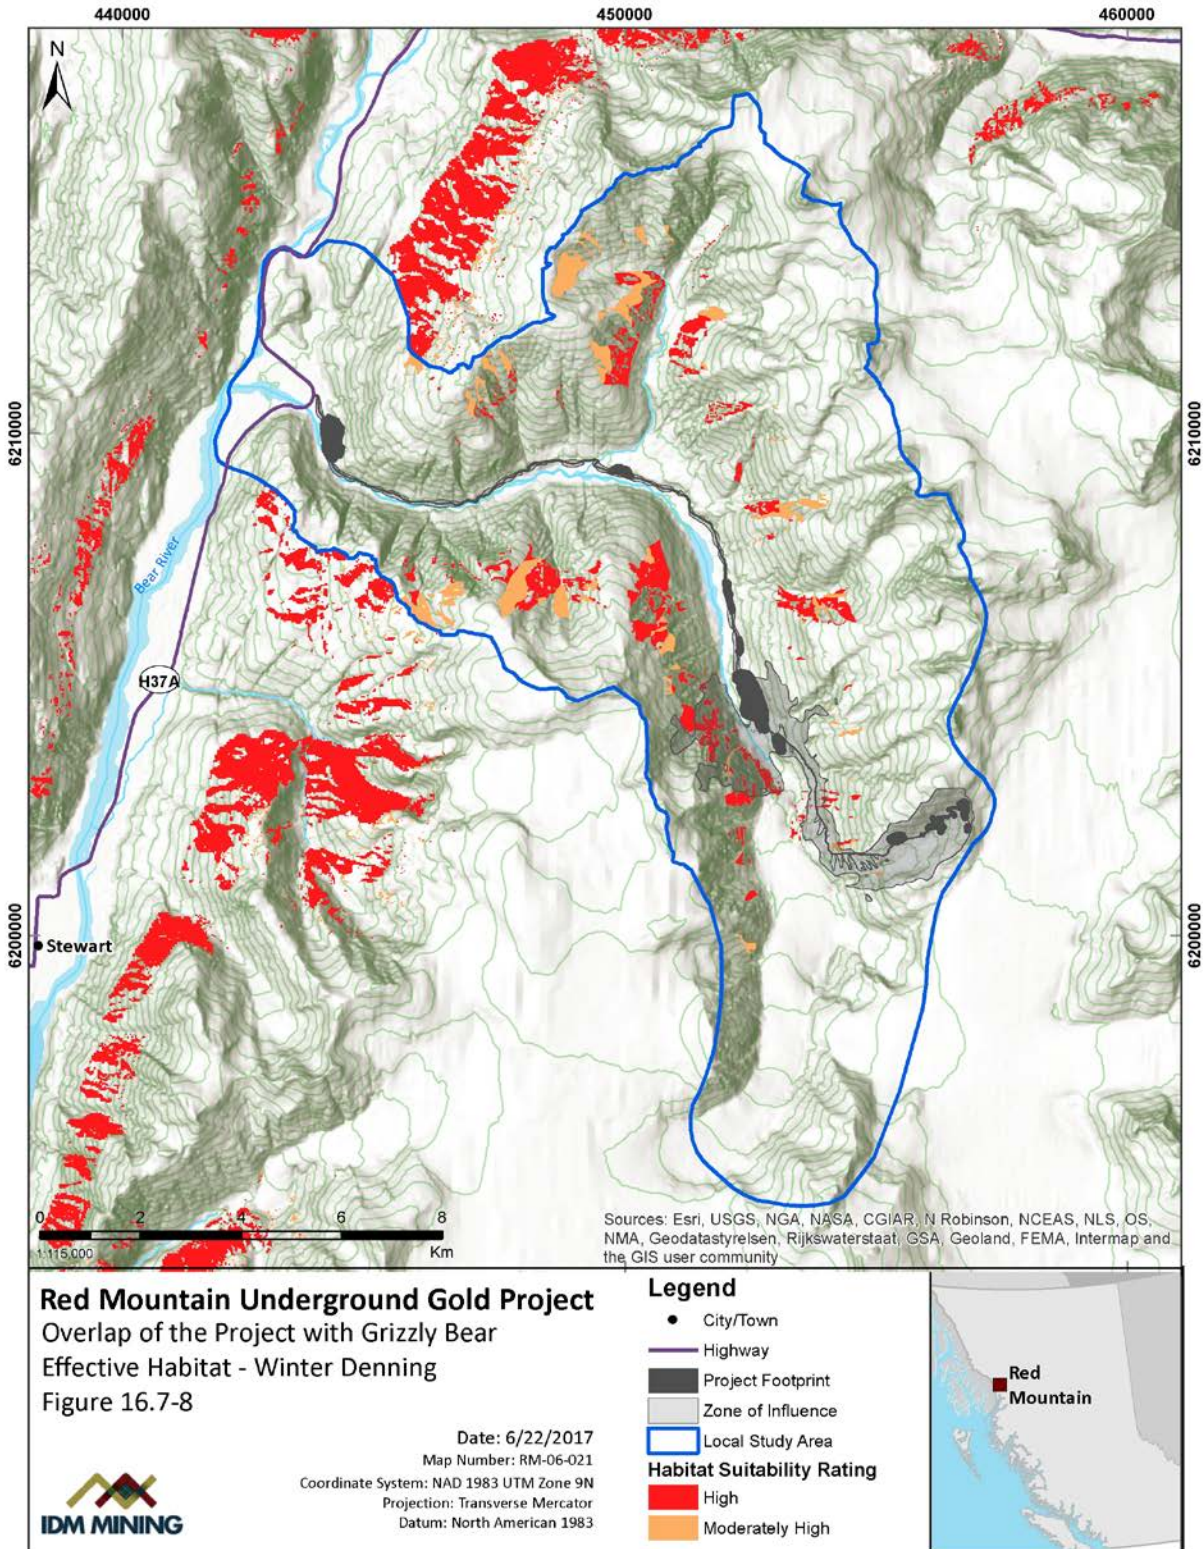 440000
450000
460000
N
6210000
6210000
Bear River
H37A
6200000
6200000
Stewart
0
2
4
6
8
1:115,000
Km
Sources: Esri, USGS, NGA, NASA, CGIAR, N Robinson, NCEAS, NLS, OS,
NMA, Geodatastyrelsen, Rijkswaterstaat, GSA, Geoland, FEMA, Intermap and
the GIS user community
Red Mountain Underground Gold Project
Overlap of the Project with Grizzly Bear
Effective Habitat - Winter Denning
Figure 16.7-8
Date: 6/22/2017
Map Number: RM-06-021
Coordinate System: NAD 1983 UTM Zone 9N
Projection: Transverse Mercator
Datum: North American 1983
IDM MINING
Legend
City/Town
Highway
Project Footprint
Zone of Influence
Local Study Area
Habitat Suitability Rating
High
Moderately High
Red
Mountain